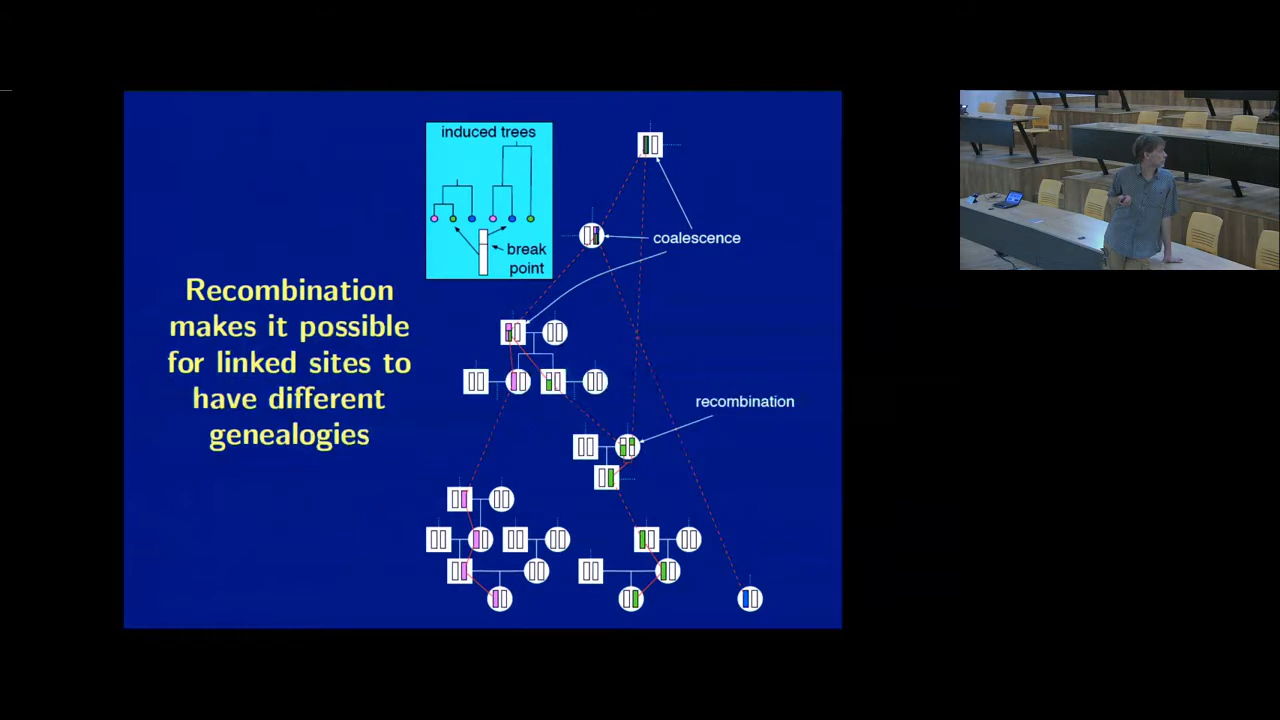 induced trees
break
point
coalescence
Recombination
makes it possible
for linked sites to
have different
genealogies
recombination